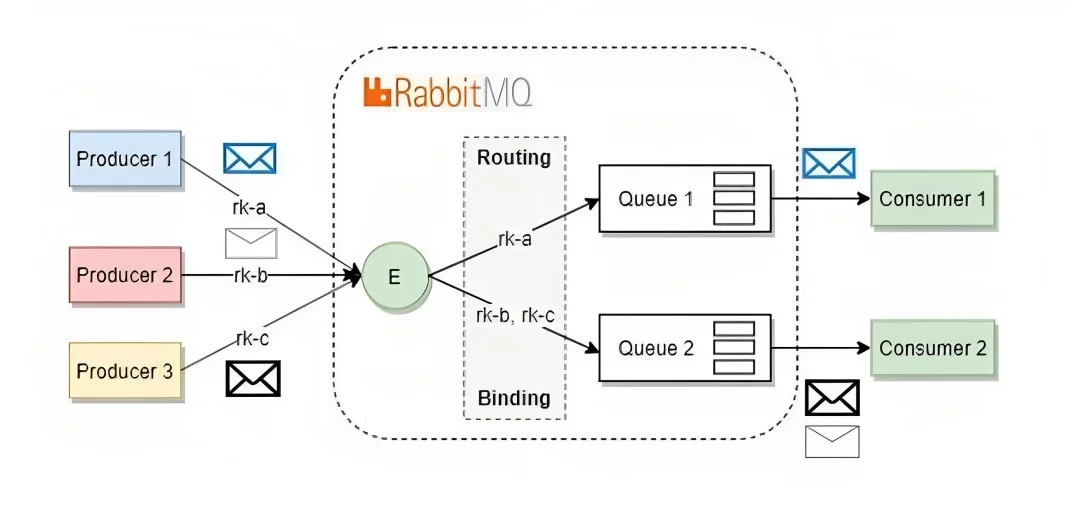 RabbitMQ
Producer 1
rk-a
Producer 2
rk-b
rk-c
Producer 3
E
Routing
rk-a
rk-b, rk-c
Binding
Queue 1
Queue 2
Consumer 1
Consumer 2